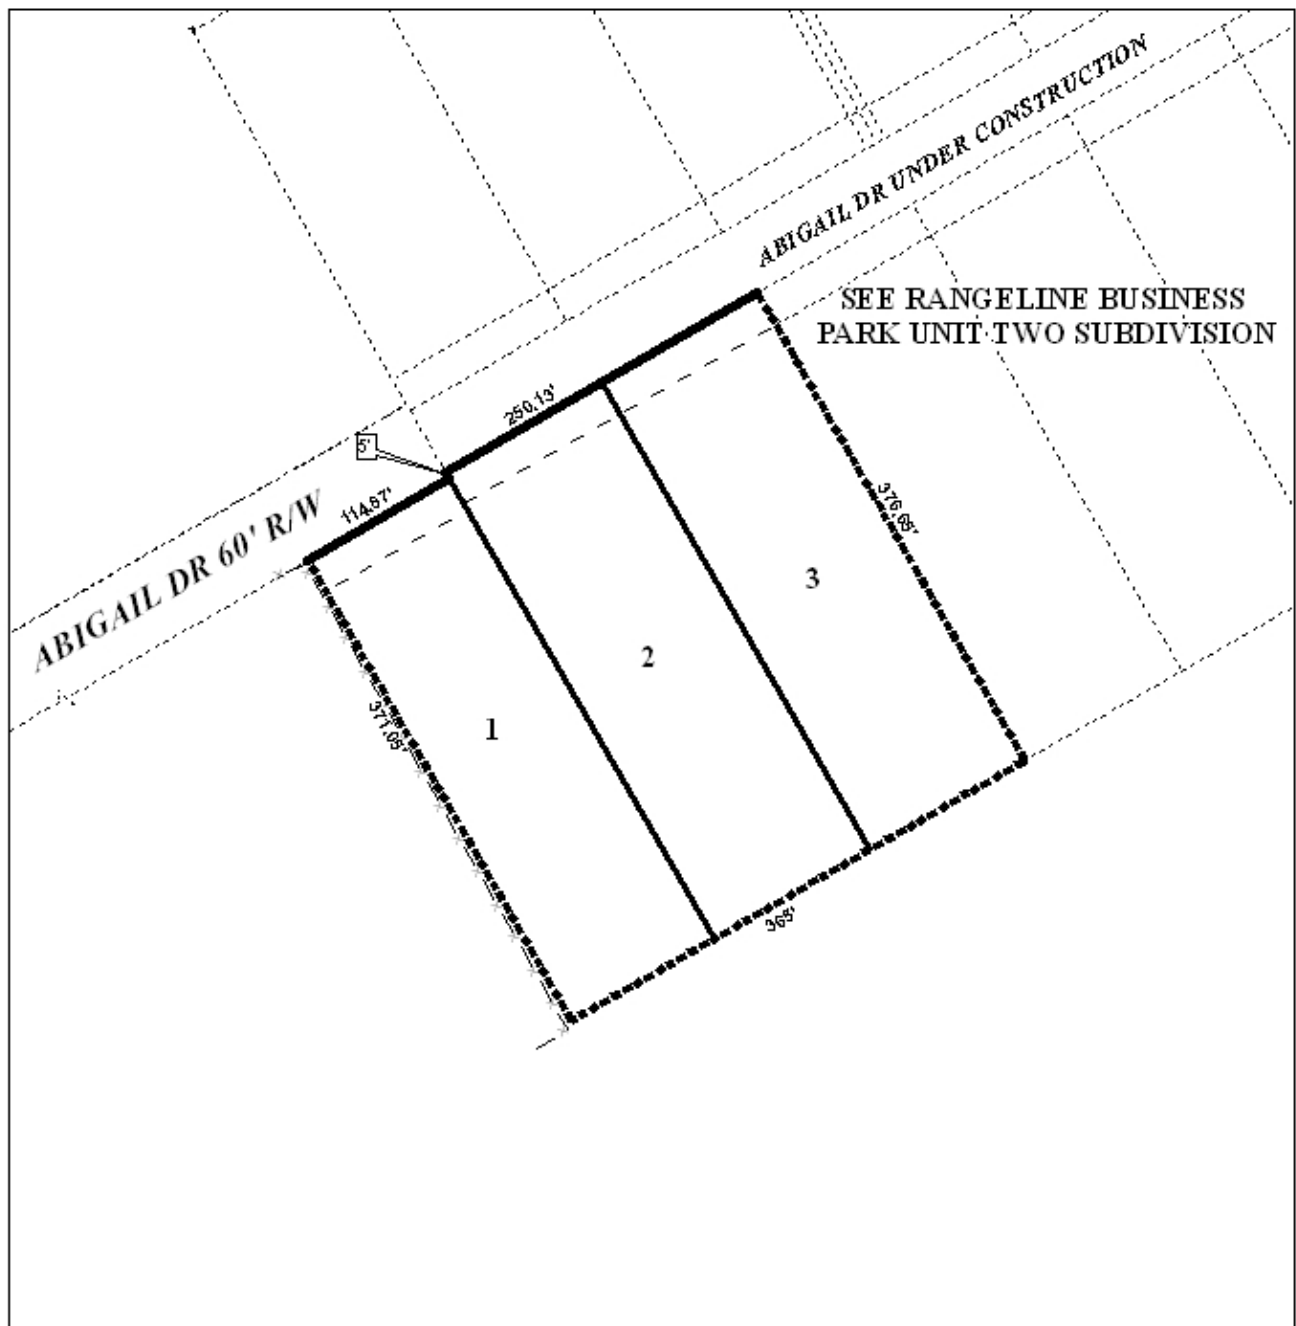 ABIGAIL DR UNDER CONSTRUCTION
SEE RANGELINE BUSINESS
PARK UNIT TWO SUBDIVISION
250.13'
5'
114.87'
ABIGAIL DR 60' R/W
376.68'
3
2
1
371.05'
365'